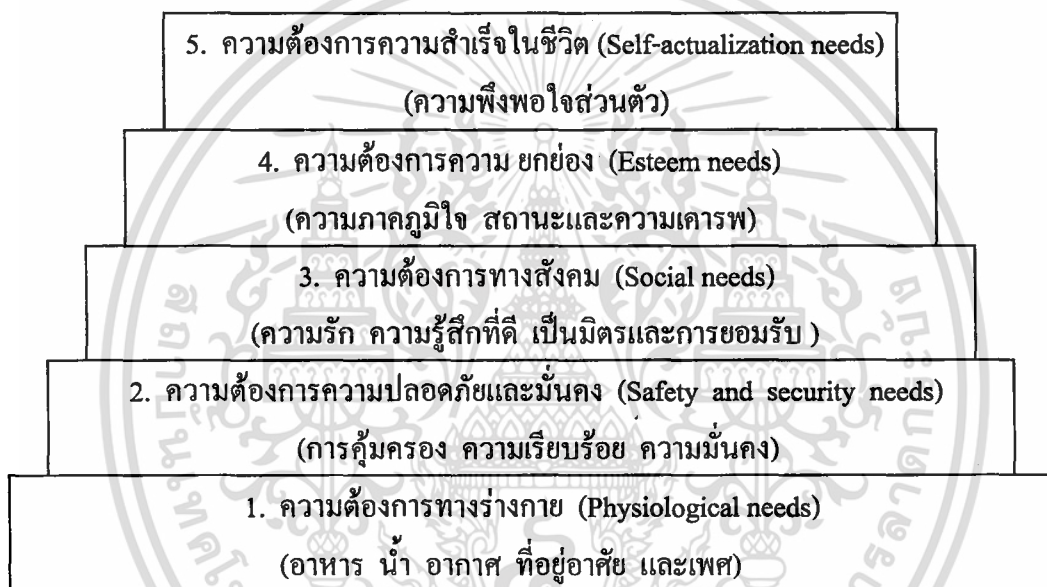 5. ความต้องการความสำเร็จในชีวิต (Self-actualization needs)
(ความพึงพอใจส่วนตัว)
4. ความต้องการความ ยกย่อง (Esteem needs)
(ความภาคภูมิใจ สถานะและความเคารพ)
3. ความต้องการทางสังคม (Social needs)
(ความรัก ความรู้สึกที่ดี เป็นมิตรและการยอมรับ )
2. ความต้องการความปลอดภัยและมั่นคง (Safety and security needs)
(การคุ้มครอง ความเรียบร้อย ความมั่นคง)
1. ความต้องการทางร่างกาย (Physiological needs)
(อาหาร น้ำ อากาศ ที่อยู่อาศัย และเพศ)